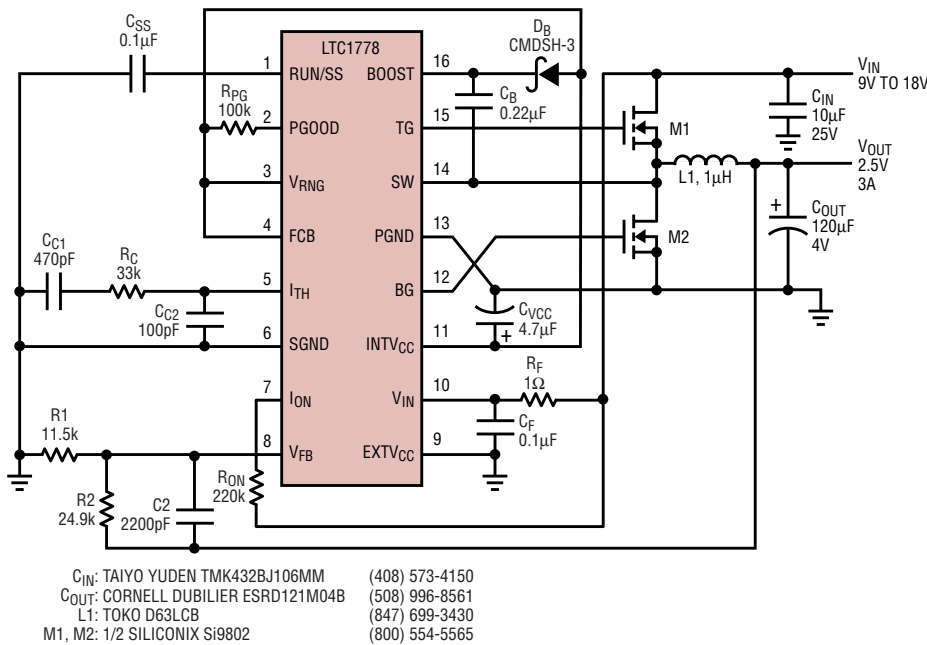 C_SS
0.1µF
LTC1778
D_B
CMDSH-3
1
RUN/SS
BOOST
16
V_IN
9V TO 18V
R_PG
100k
C_B
0.22µF
C_IN
10µF
25V
2
PGOOD
TG
15
M1
V_OUT
2.5V
3A
3
V_RNG
SW
14
L1, 1µH
4
FCB
PGND
13
M2
C_OUT
120µF
4V
+
C_C1
470pF
R_C
33k
5
I_TH
BG
12
C_C2
100pF
C_VCC
4.7µF
+
6
SGND
INTV_CC
11
R_F
1Ω
7
I_ON
V_IN
10
R1
11.5k
C_F
0.1µF
8
V_FB
EXTV_CC
9
R2
24.9k
C2
2200pF
R_ON
220k
C_IN: TAIYO YUDEN TMK432BJ106MM (408) 573-4150
C_OUT: CORNELL DUBILIER ESRD121M04B (508) 996-8561
L1: TOKO D63LCB (847) 699-3430
M1, M2: 1/2 SILICONIX Si9802 (800) 554-5565